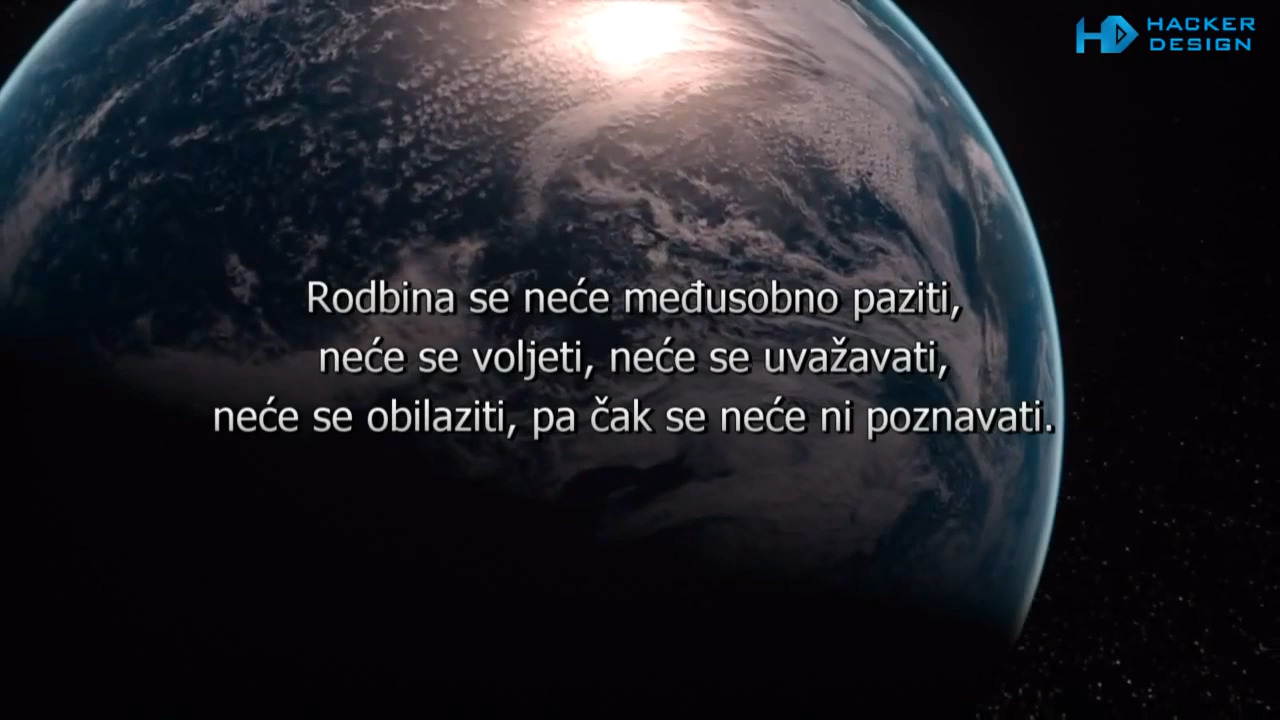 HACKER
DESIGN
Rodbina se neće međusobno paziti,
neće se voljeti, neće se uvažavati,
neće se obilaziti, pa čak se neće ni poznavati.